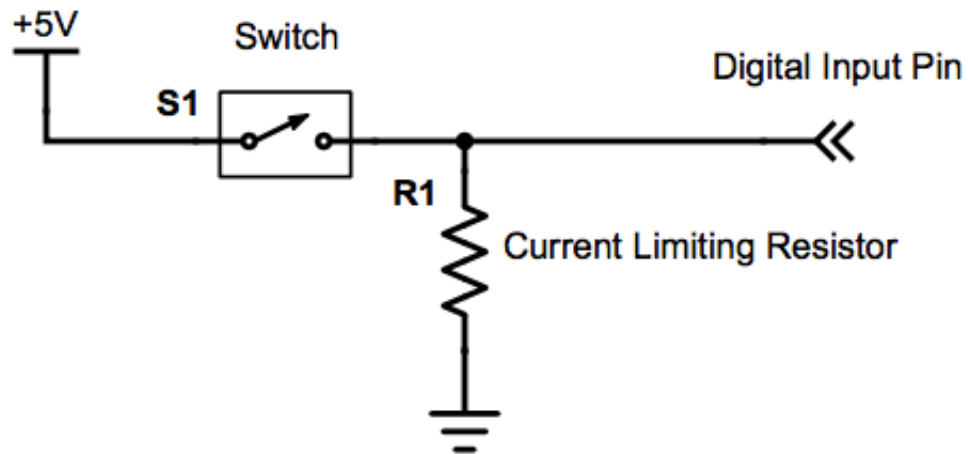 +5V
Switch
Digital Input Pin
S1
R1
Current Limiting Resistor